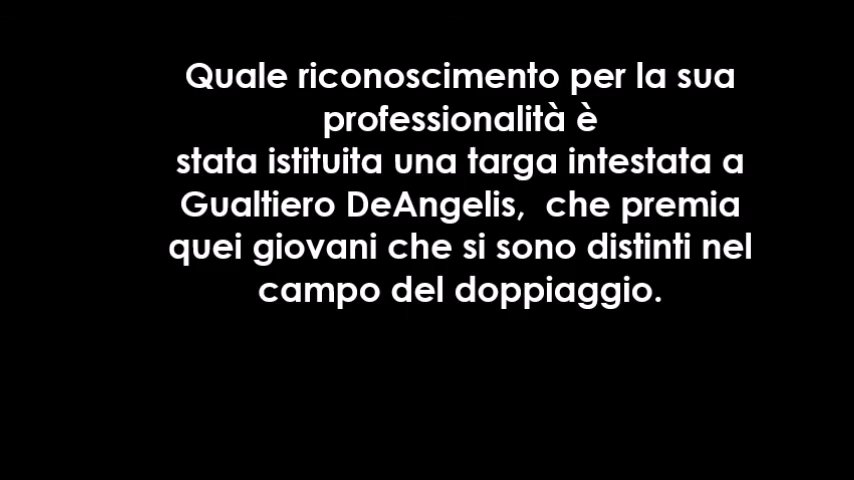 Quale riconoscimento per la sua
professionalità è
stata istituita una targa intestata a
Gualtiero DeAngelis,  che premia
quei giovani che si sono distinti nel
campo del doppiaggio.